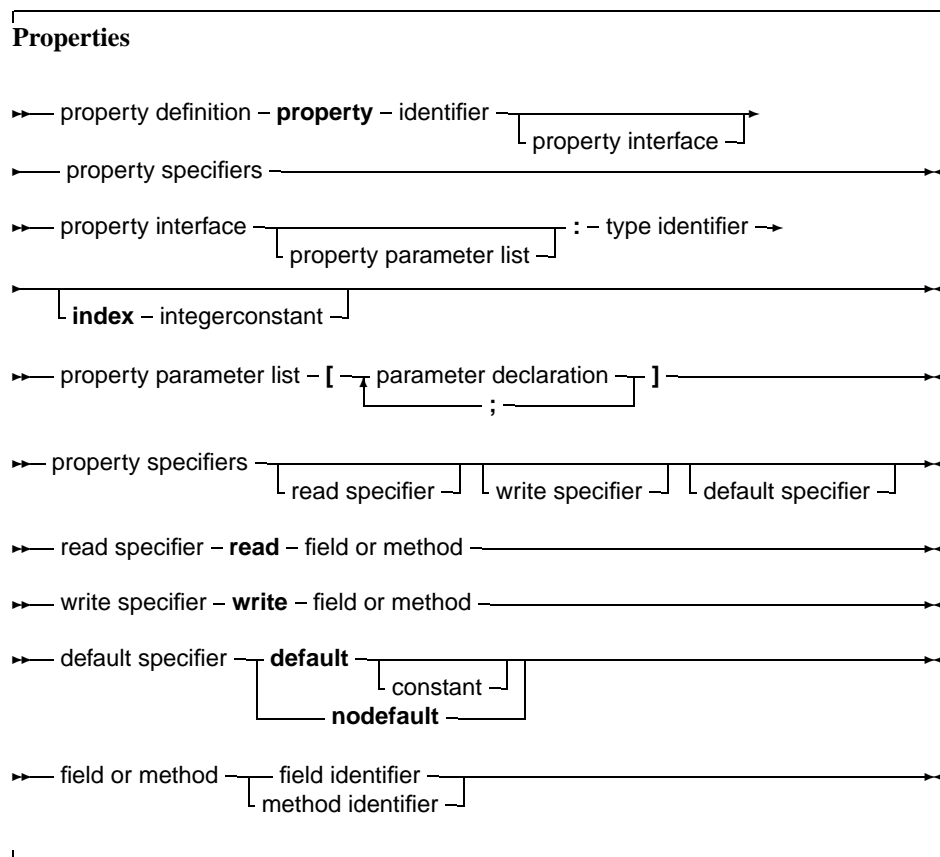 Properties
property definition – property – identifier
property interface
property specifiers
property interface : – type identifier
property parameter list
index – integerconstant
property parameter list – [ parameter declaration ]
;
property specifiers
read specifier write specifier default specifier
read specifier – read – field or method
write specifier – write – field or method
default specifier default
constant
nodefault
field or method field identifier
method identifier